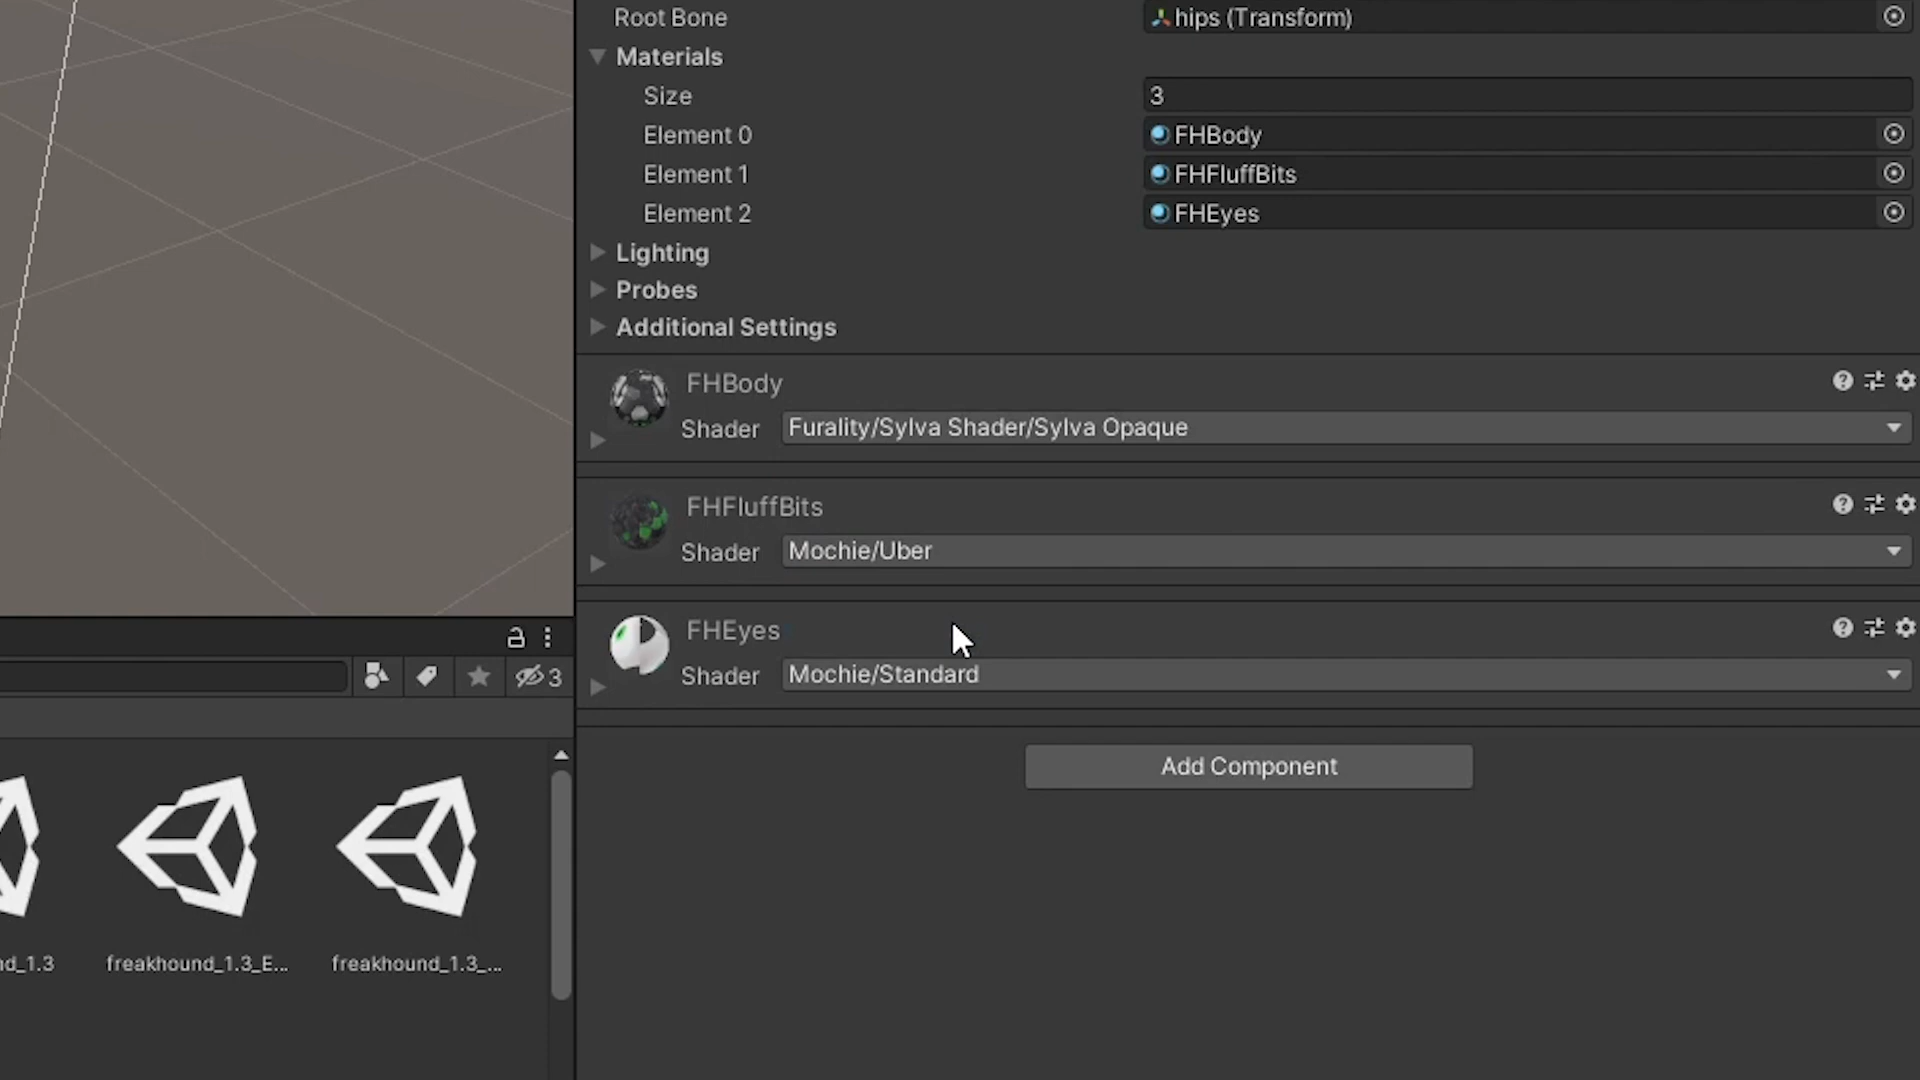 Root Bone
hips (Transform)
Materials
Size
3
Element 0
FHBody
Element 1
FHFluffBits
Element 2
FHEyes
Lighting
Probes
Additional Settings
FHBody
Shader
Furality/Sylva Shader/Sylva Opaque
FHFluffBits
Shader
Mochie/Uber
FHEyes
Shader
Mochie/Standard
Add Component
3
nd_1.3
freakhound_1.3_E...
freakhound_1.3_...